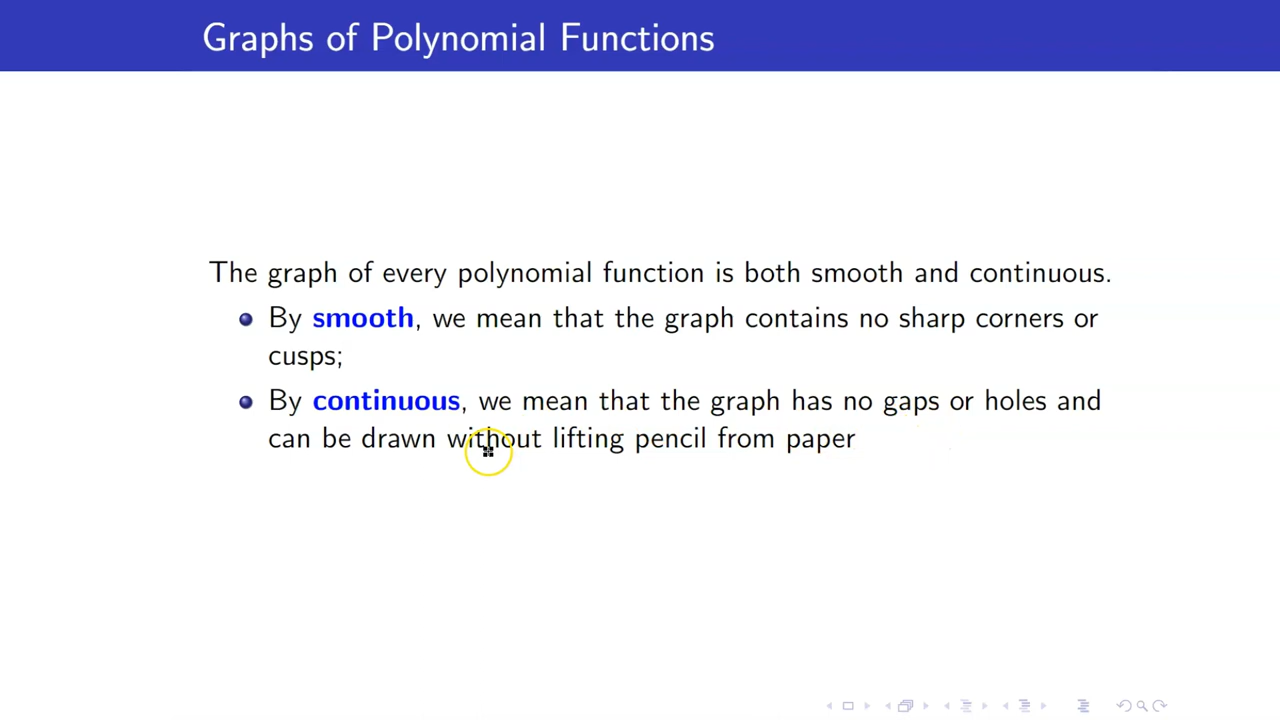 Graphs of Polynomial Functions
The graph of every polynomial function is both smooth and continuous.
By smooth, we mean that the graph contains no sharp corners or
cusps;
By continuous, we mean that the graph has no gaps or holes and
can be drawn without lifting pencil from paper